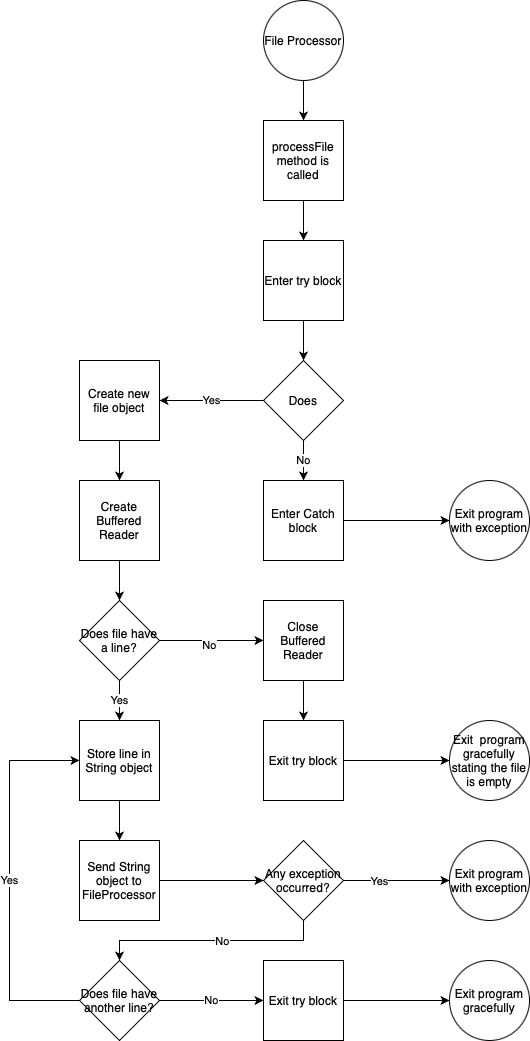 File Processor
processFile
method is
called
Enter try block
Create new
file object
Yes
Does
No
Create
Buffered
Reader
Enter Catch
block
Exit program
with exception
Does file have
a line?
No
Close
Buffered
Reader
Yes
Store line in
String object
Exit try block
Exit  program
gracefully
stating the file
is empty
Yes
Send String
object to
FileProcessor
Any exception
occurred?
Yes
Exit program
with exception
No
Does file have
another line?
No
Exit try block
Exit program
gracefully